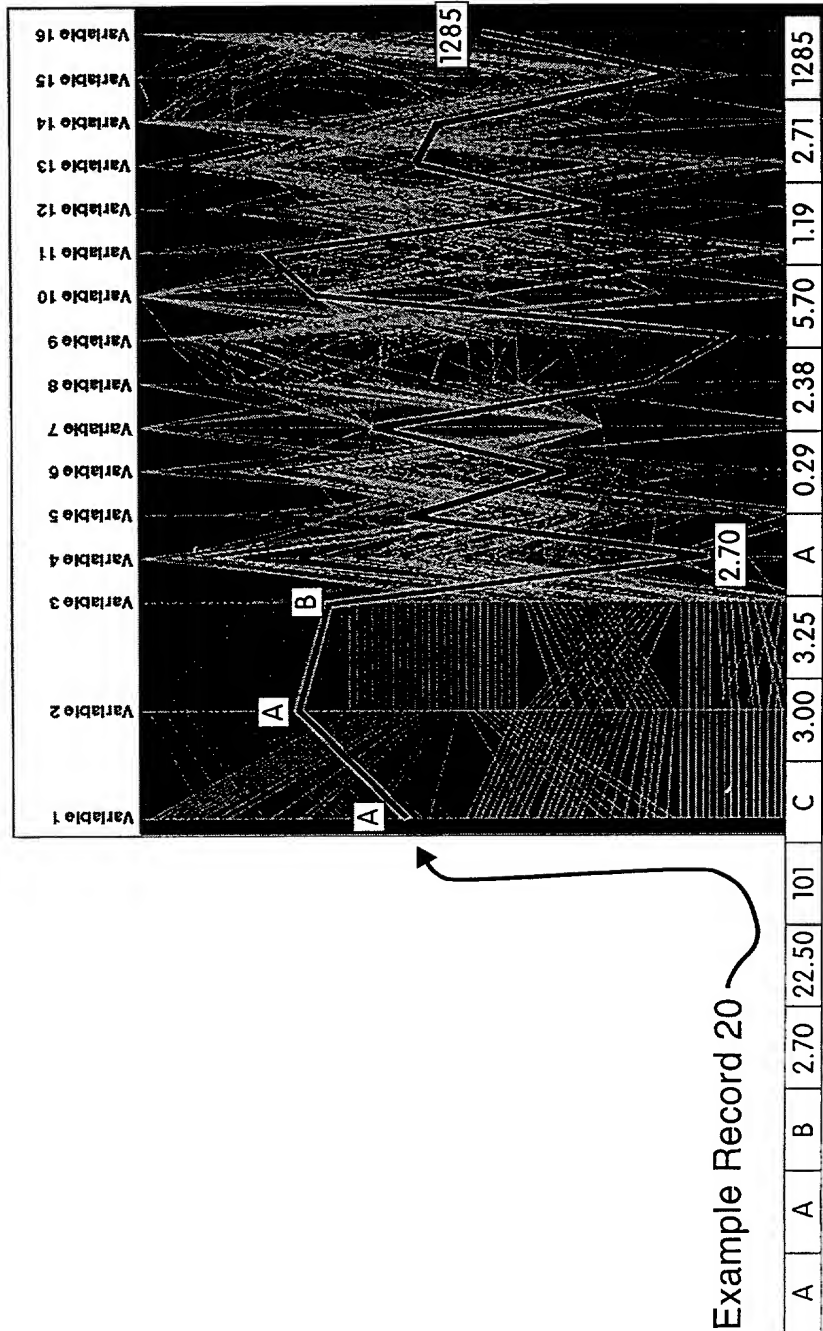 Variable 1
Variable 2
Variable 3
Variable 4
Variable 5
Variable 6
Variable 7
Variable 8
Variable 9
Variable 10
Variable 11
Variable 12
Variable 13
Variable 14
Variable 15
Variable 16
A
A
B
2.70
1285
Example Record 20
A A B 2.70 22.50 101 C 3.00 3.25 A 0.29 2.38 5.70 1.19 2.71 1285